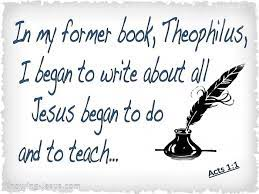 In my former book, Theophilus,
I began to write about all
Jesus began to do
and to teach...
Acts 1:1